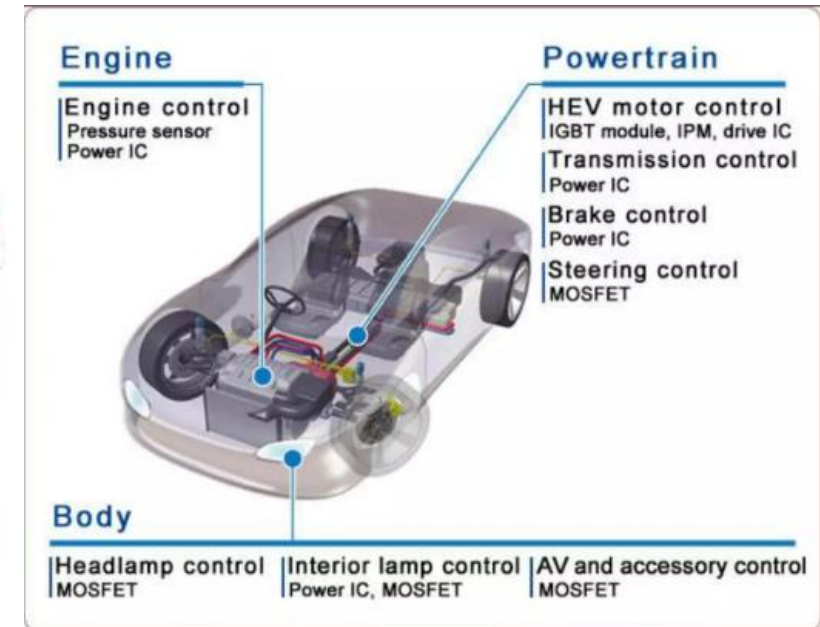 Engine
Engine control
Pressure sensor
Power IC
Powertrain
HEV motor control
IGBT module, IPM, drive IC
Transmission control
Power IC
Brake control
Power IC
Steering control
MOSFET
Body
Headlamp control
MOSFET
Interior lamp control
Power IC, MOSFET
AV and accessory control
MOSFET